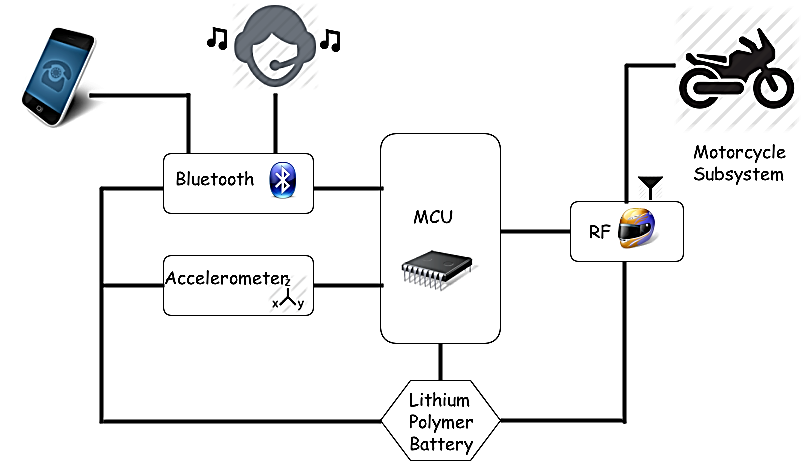 Motorcycle
Subsystem
Bluetooth
MCU
RF
Accelerometer
z
x y
Lithium
Polymer
Battery